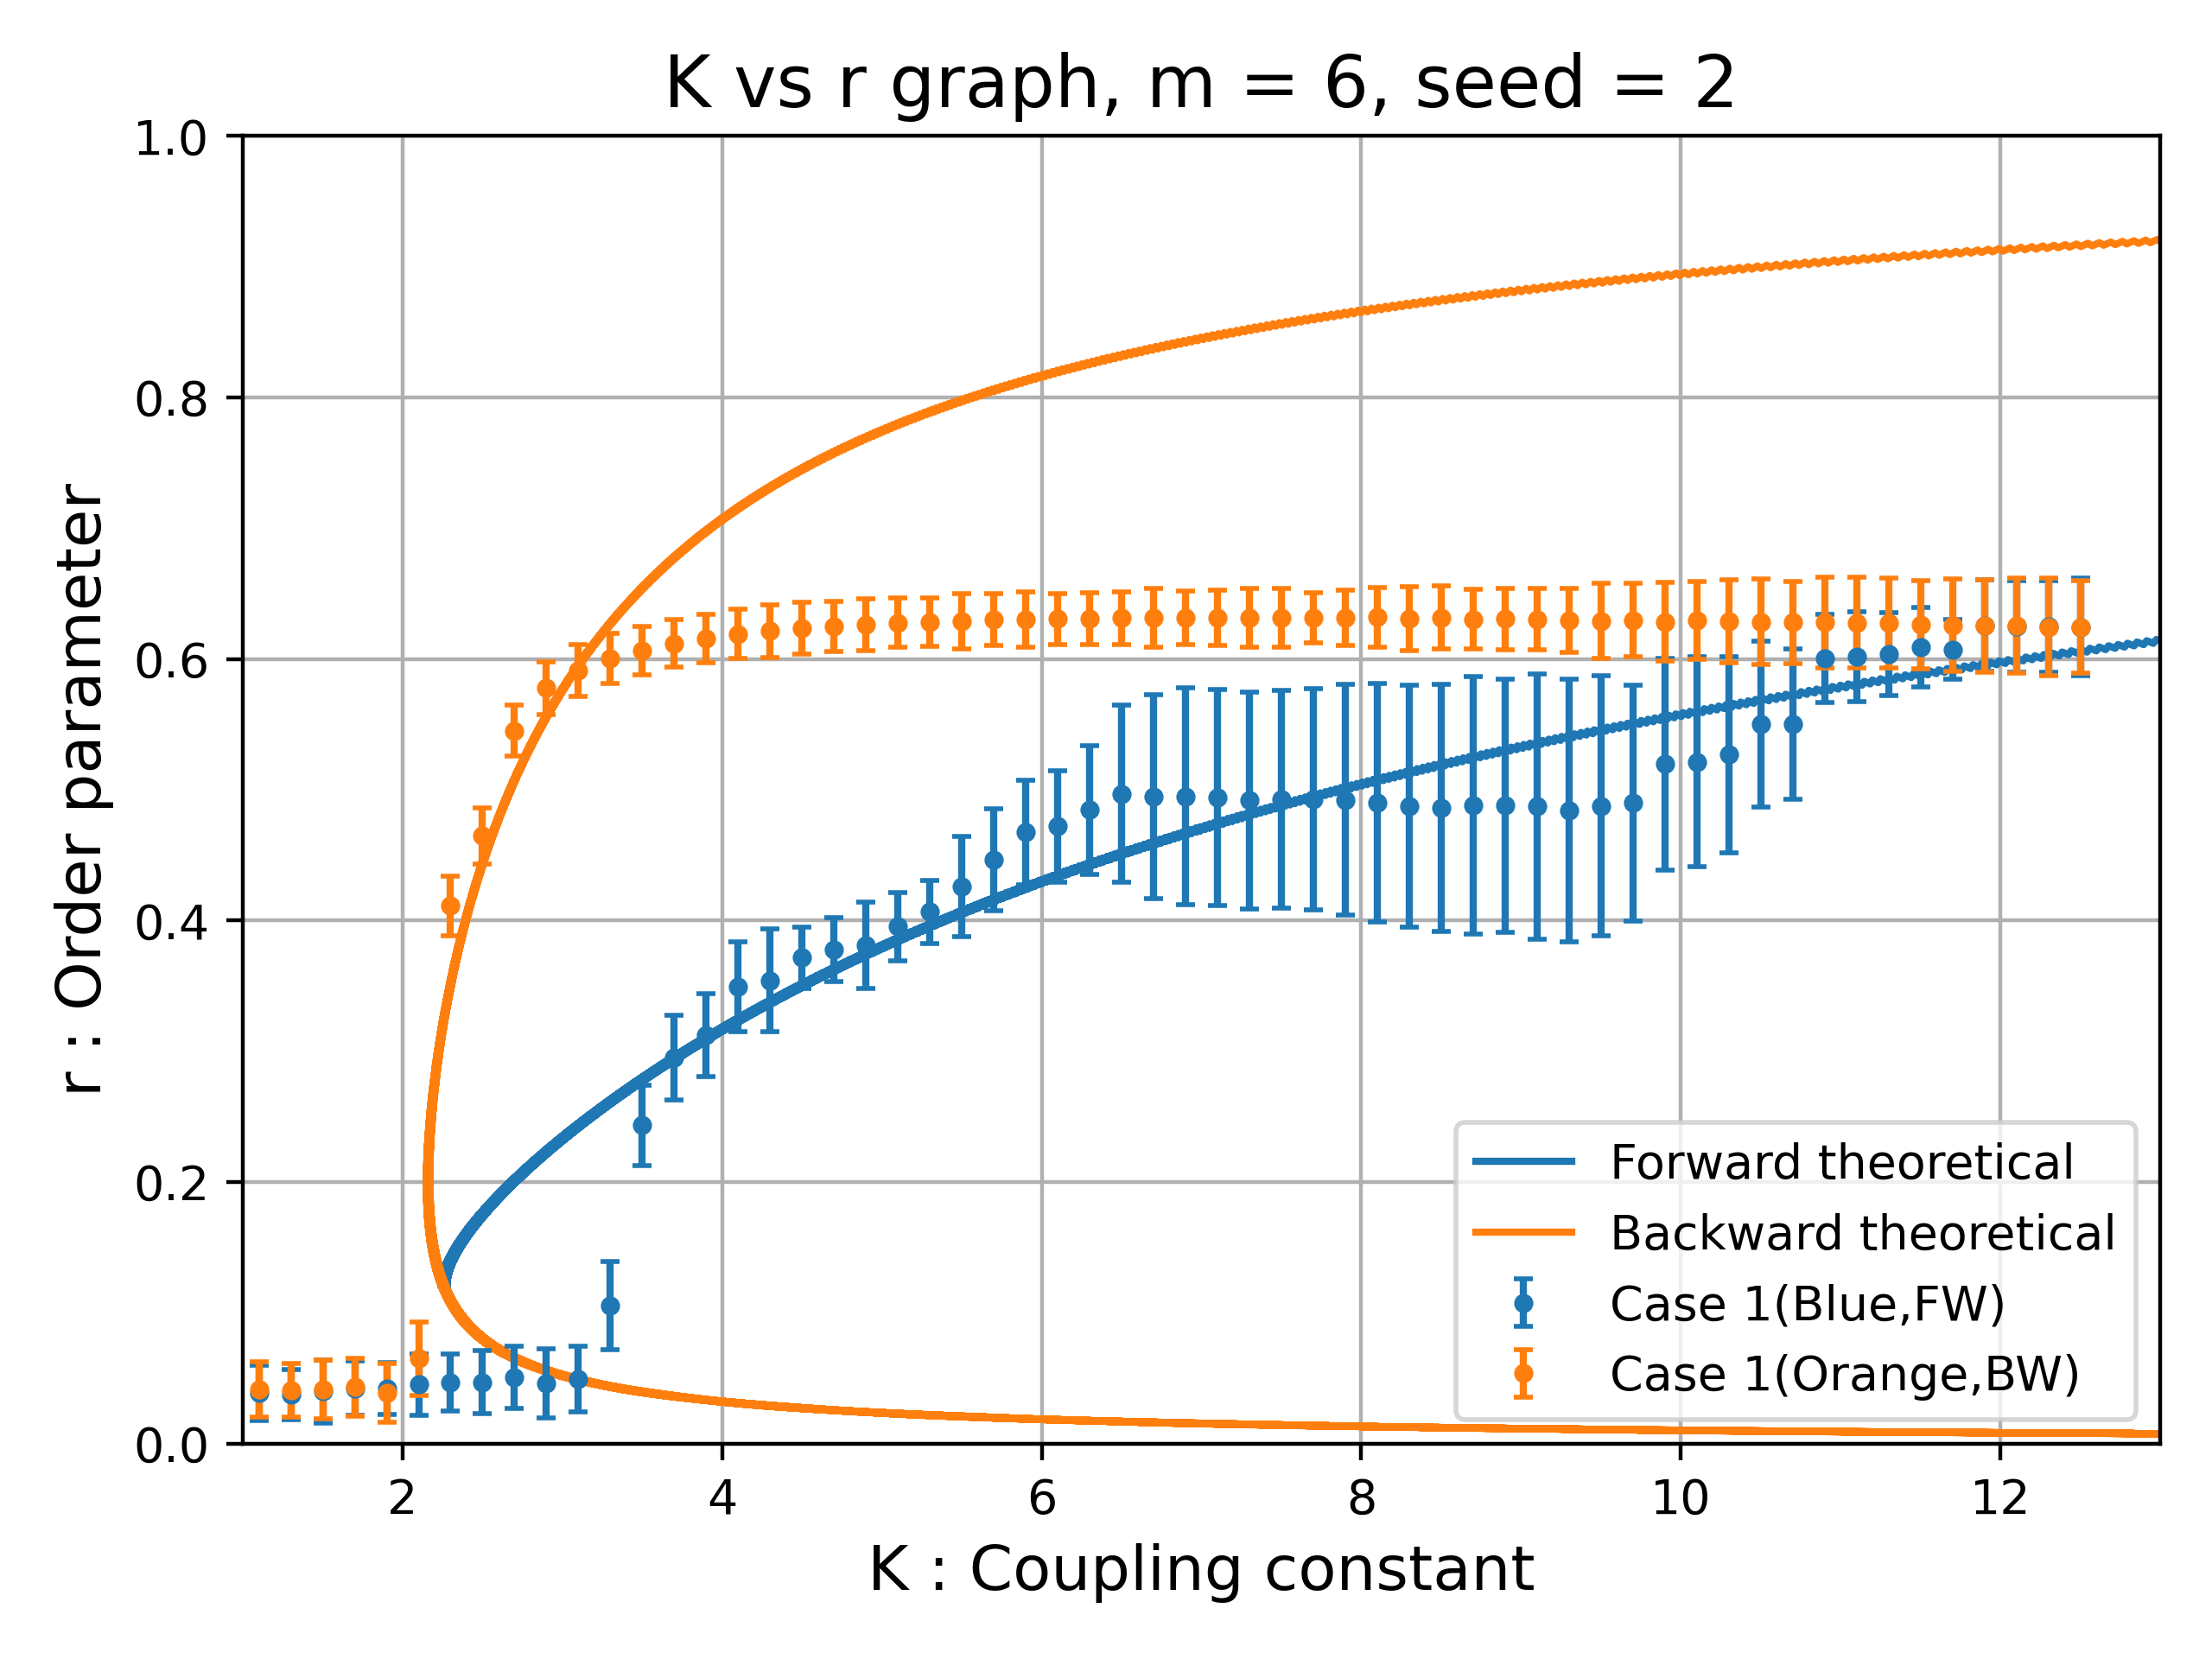 K vs r graph, m = 6, seed = 2
1.0
0.8
0.6
0.4
0.2
0.0
r : Order parameter
2 4 6 8 10 12
K : Coupling constant
Forward theoretical
Backward theoretical
Case 1(Blue,FW)
Case 1(Orange,BW)